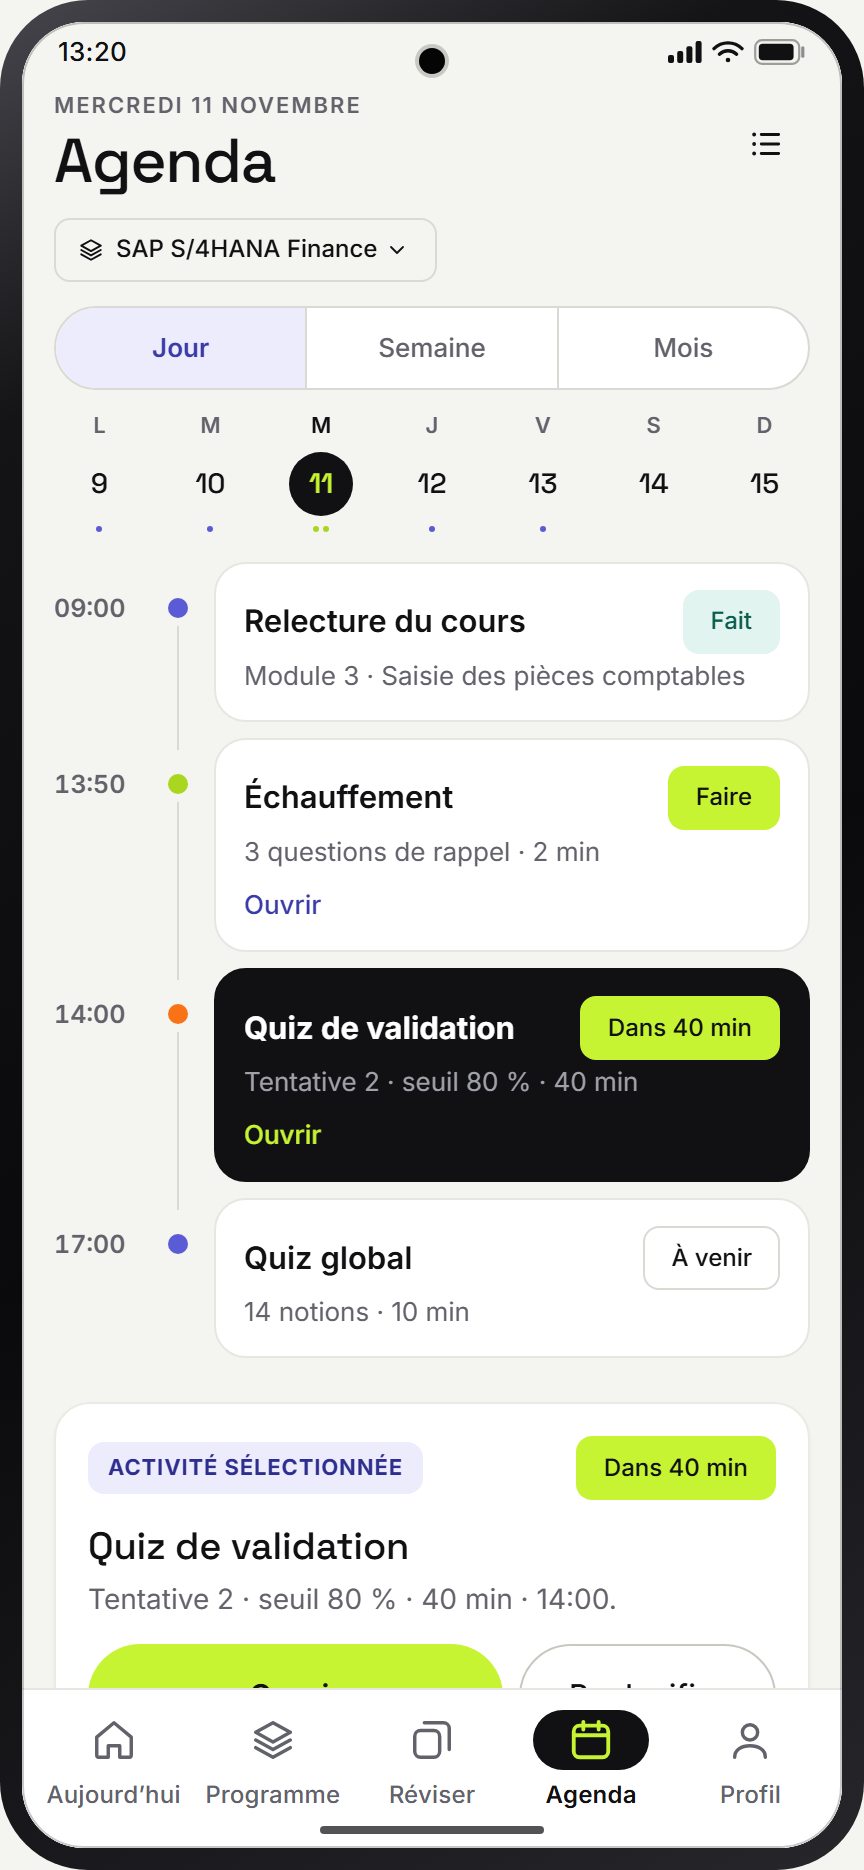 13:20
MERCREDI 11 NOVEMBRE
Agenda
SAP S/4HANA Finance
Jour Semaine Mois
L M M J V S D
9 10 11 12 13 14 15
09:00
Relecture du cours Fait
Module 3 · Saisie des pièces comptables
13:50
Échauffement Faire
3 questions de rappel · 2 min
Ouvrir
14:00
Quiz de validation Dans 40 min
Tentative 2 · seuil 80 % · 40 min
Ouvrir
17:00
Quiz global À venir
14 notions · 10 min
ACTIVITÉ SÉLECTIONNÉE Dans 40 min
Quiz de validation
Tentative 2 · seuil 80 % · 40 min · 14:00.
Aujourd’hui Programme Réviser Agenda Profil